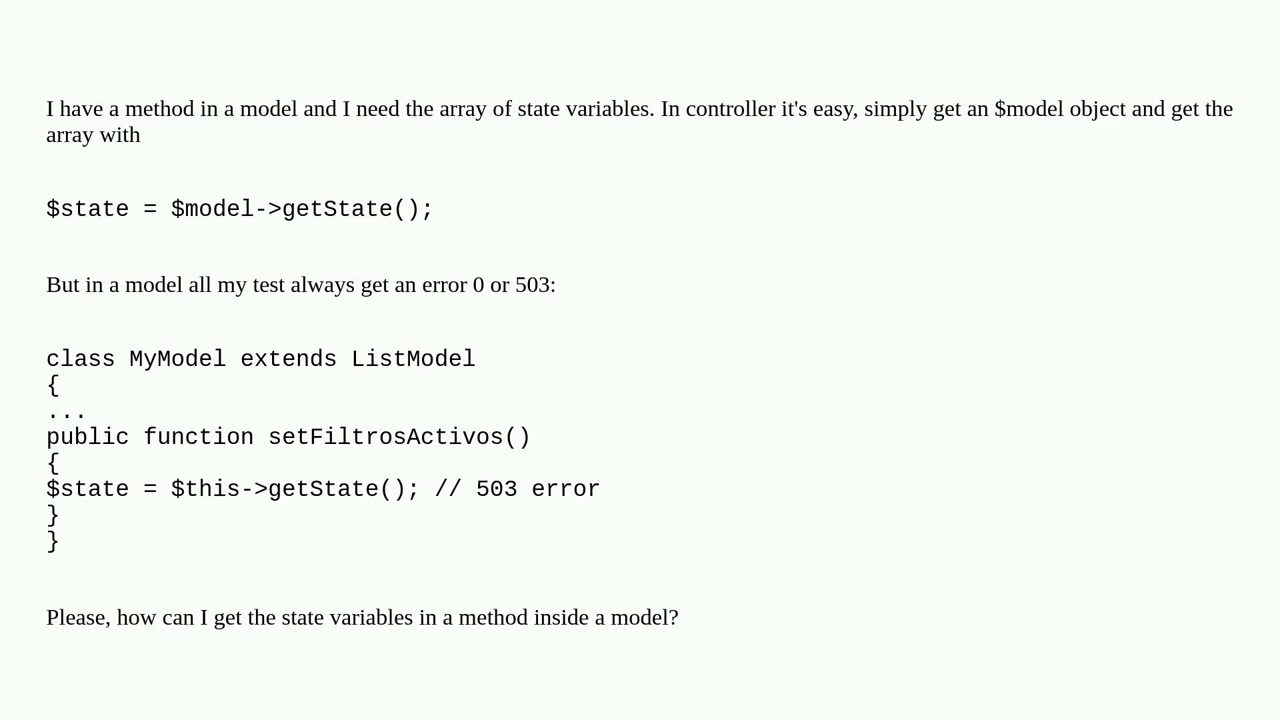 I have a method in a model and I need the array of state variables. In controller it's easy, simply get an $model object and get the
array with
$state = $model->getState();
But in a model all my test always get an error 0 or 503:
class MyModel extends ListModel
{
...
public function setFiltrosActivos()
{
$state = $this->getState(); // 503 error
}
}
Please, how can I get the state variables in a method inside a model?